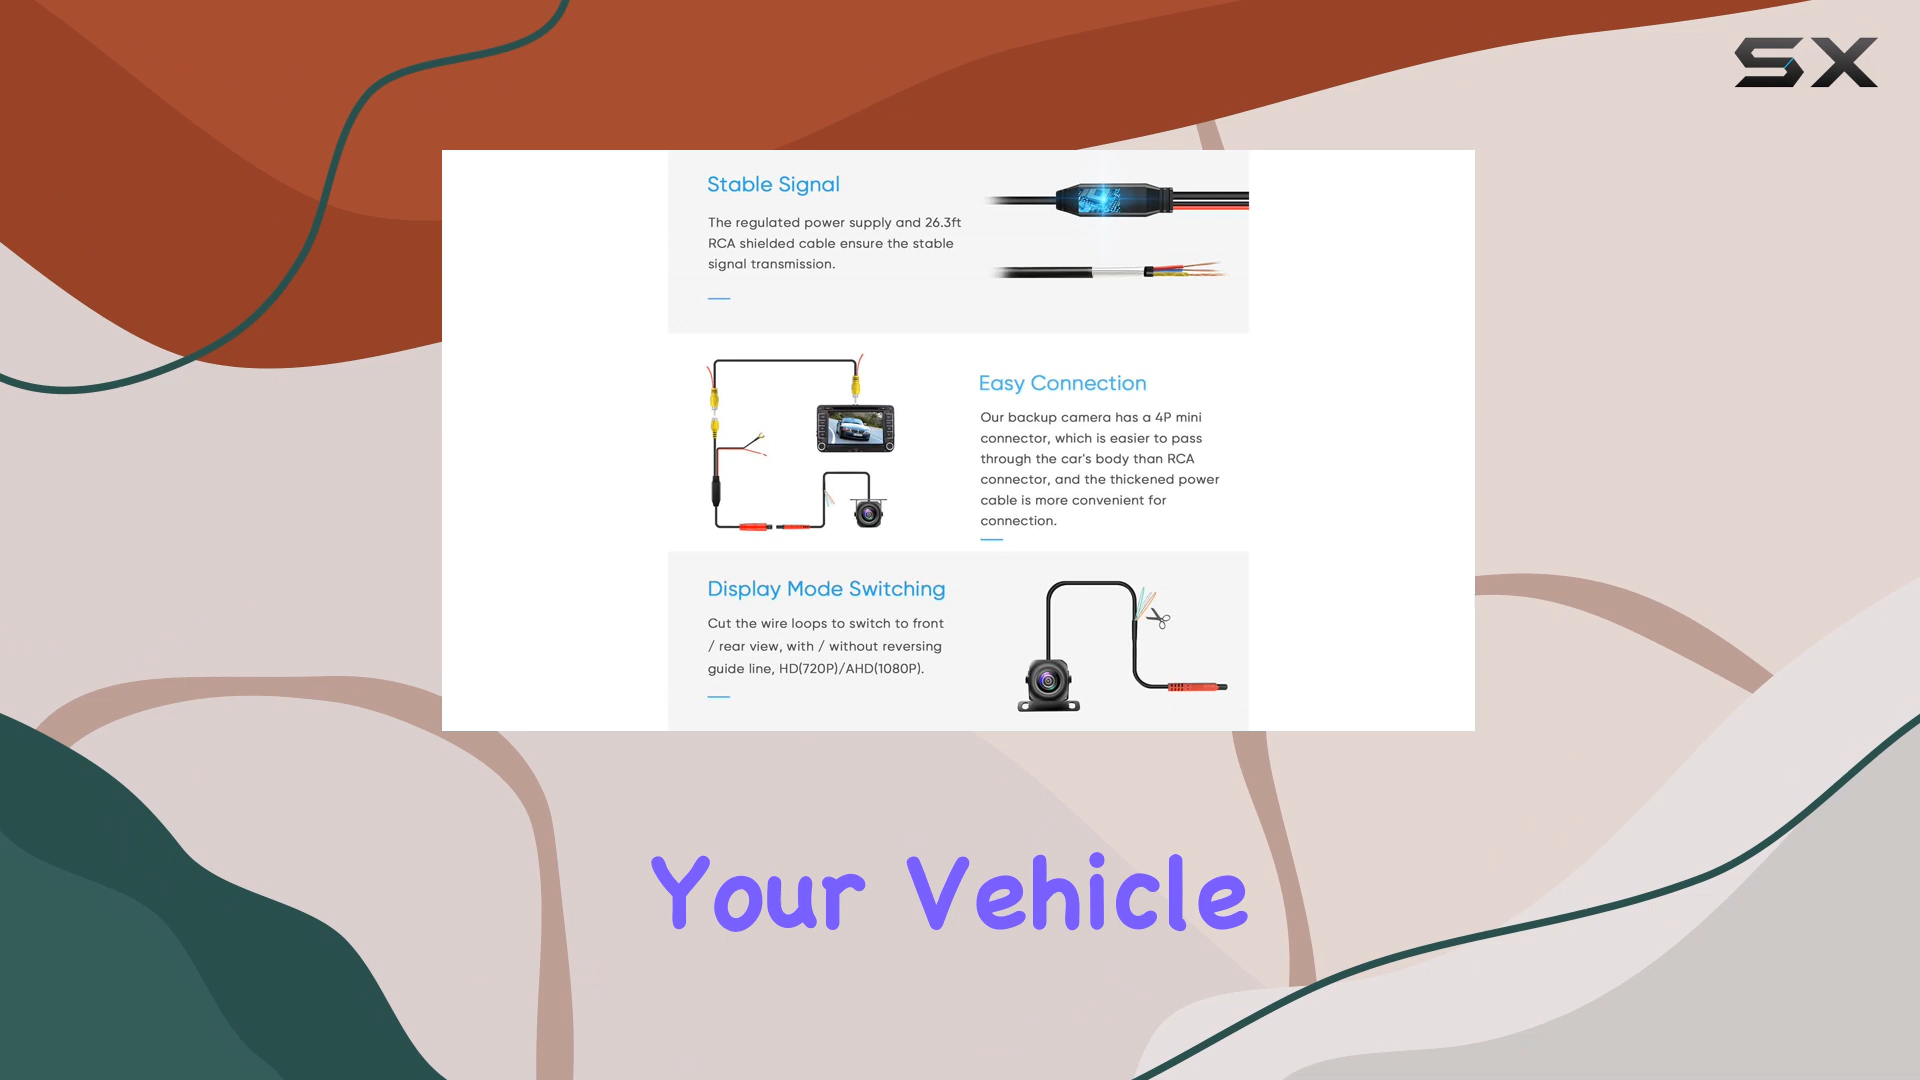 SX
Stable Signal
The regulated power supply and 26.3ft
RCA shielded cable ensure the stable
signal transmission.
Easy Connection
Our backup camera has a 4P mini
connector, which is easier to pass
through the car's body than RCA
connector, and the thickened power
cable is more convenient for
connection.
Display Mode Switching
Cut the wire loops to switch to front
/ rear view, with / without reversing
guide line, HD(720P)/AHD(1080P).
Your Vehicle